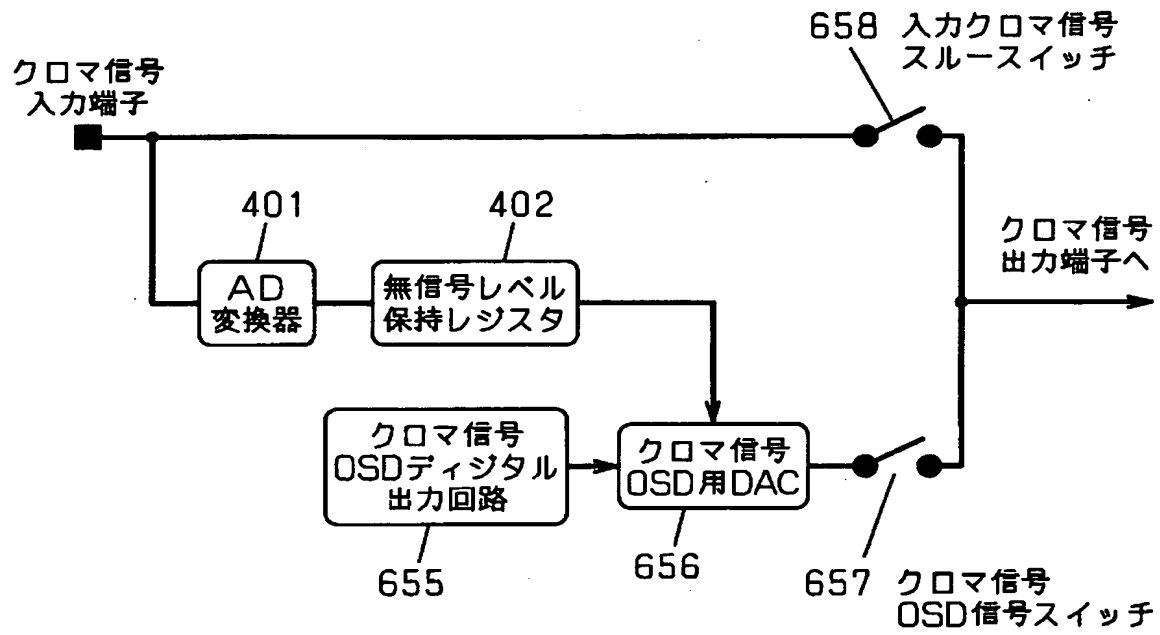 658 入力クロマ信号
スルースイッチ
クロマ信号
入力端子
401
402
クロマ信号
出力端子へ
AD
変換器
無信号レベル
保持レジスタ
クロマ信号
OSDディジタル
出力回路
クロマ信号
OSD用DAC
655
656
657 クロマ信号
OSD信号スイッチ